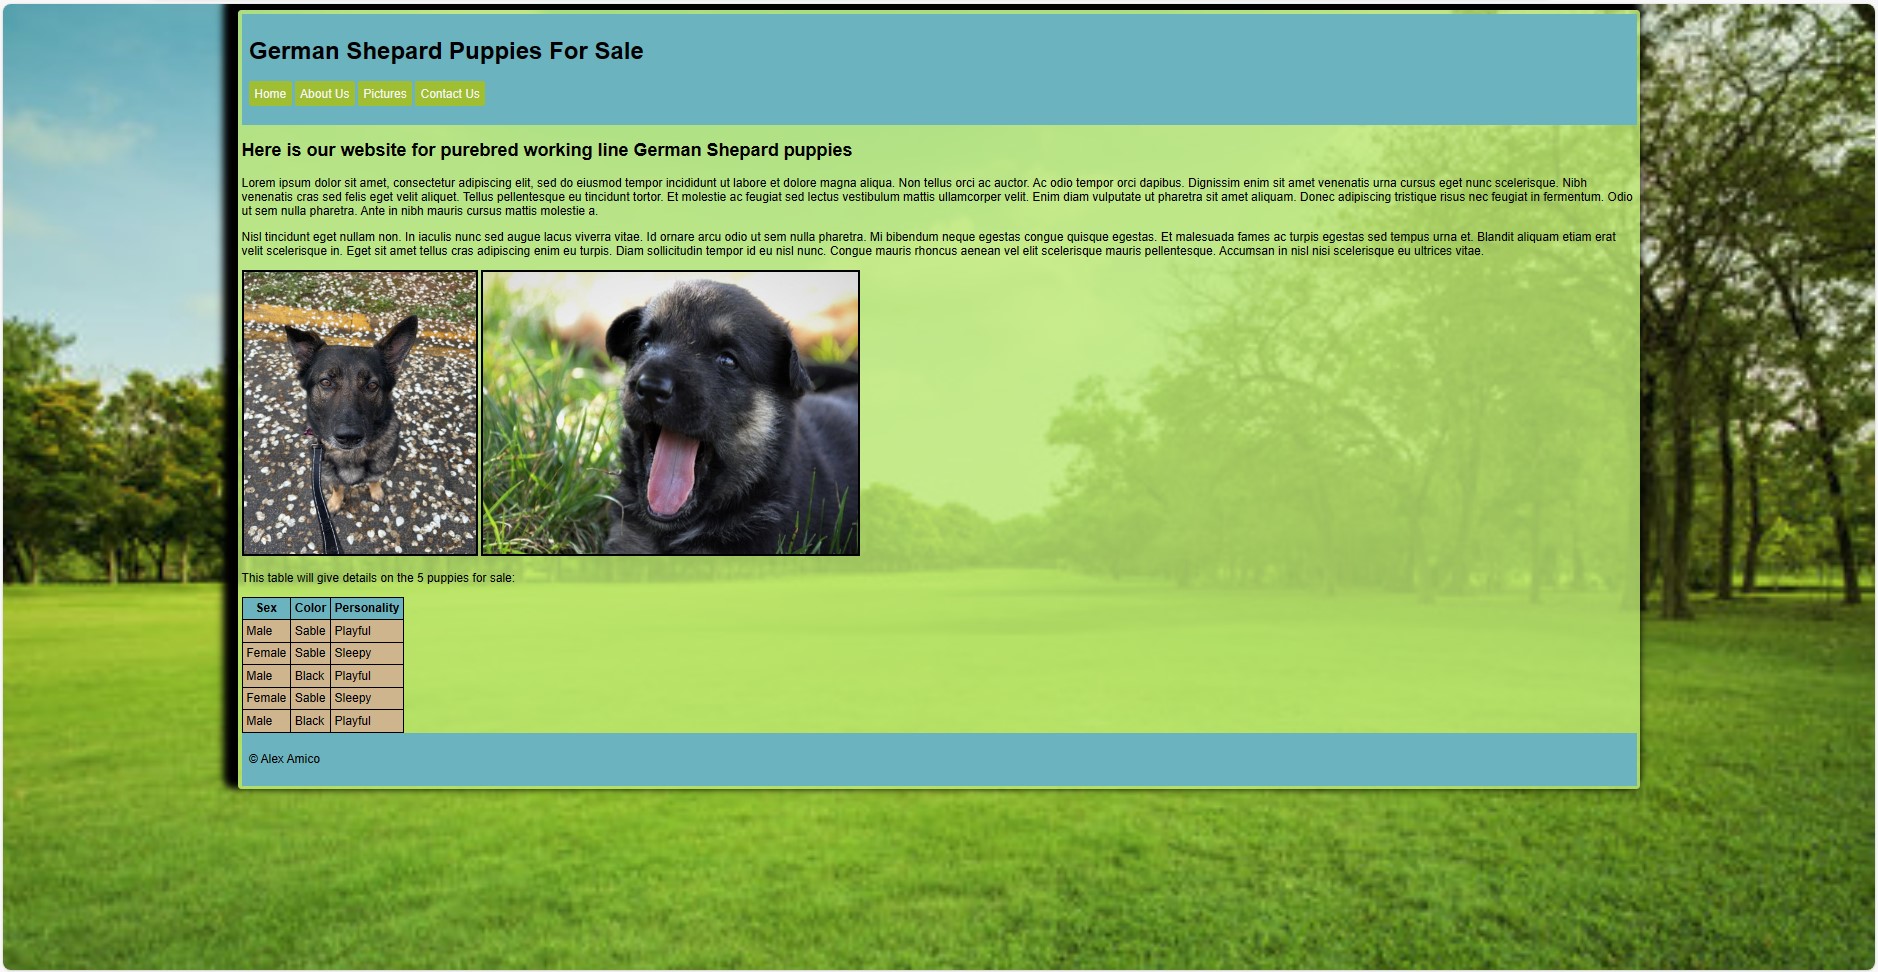 German Shepard Puppies For Sale
Home About Us Pictures Contact Us
Here is our website for purebred working line German Shepard puppies
Lorem ipsum dolor sit amet, consectetur adipiscing elit, sed do eiusmod tempor incididunt ut labore et dolore magna aliqua. Non tellus orci ac auctor. Ac odio tempor orci dapibus. Dignissim enim sit amet venenatis urna cursus eget nunc scelerisque. Nibh
venenatis cras sed felis eget velit aliquet. Tellus pellentesque eu tincidunt tortor. Et molestie ac feugiat sed lectus vestibulum mattis ullamcorper velit. Enim diam vulputate ut pharetra sit amet aliquam. Donec adipiscing tristique risus nec feugiat in fermentum. Odio
ut sem nulla pharetra. Ante in nibh mauris cursus mattis molestie a.
Nisl tincidunt eget nullam non. In iaculis nunc sed augue lacus viverra vitae. Id ornare arcu odio ut sem nulla pharetra. Mi bibendum neque egestas congue quisque egestas. Et malesuada fames ac turpis egestas sed tempus urna et. Blandit aliquam etiam erat
velit scelerisque in. Eget sit amet tellus cras adipiscing enim eu turpis. Diam sollicitudin tempor id eu nisl nunc. Congue mauris rhoncus aenean vel elit scelerisque mauris pellentesque. Accumsan in nisl nisi scelerisque eu ultrices vitae.
This table will give details on the 5 puppies for sale:
Sex Color Personality
Male Sable Playful
Female Sable Sleepy
Male Black Playful
Female Sable Sleepy
Male Black Playful
© Alex Amico